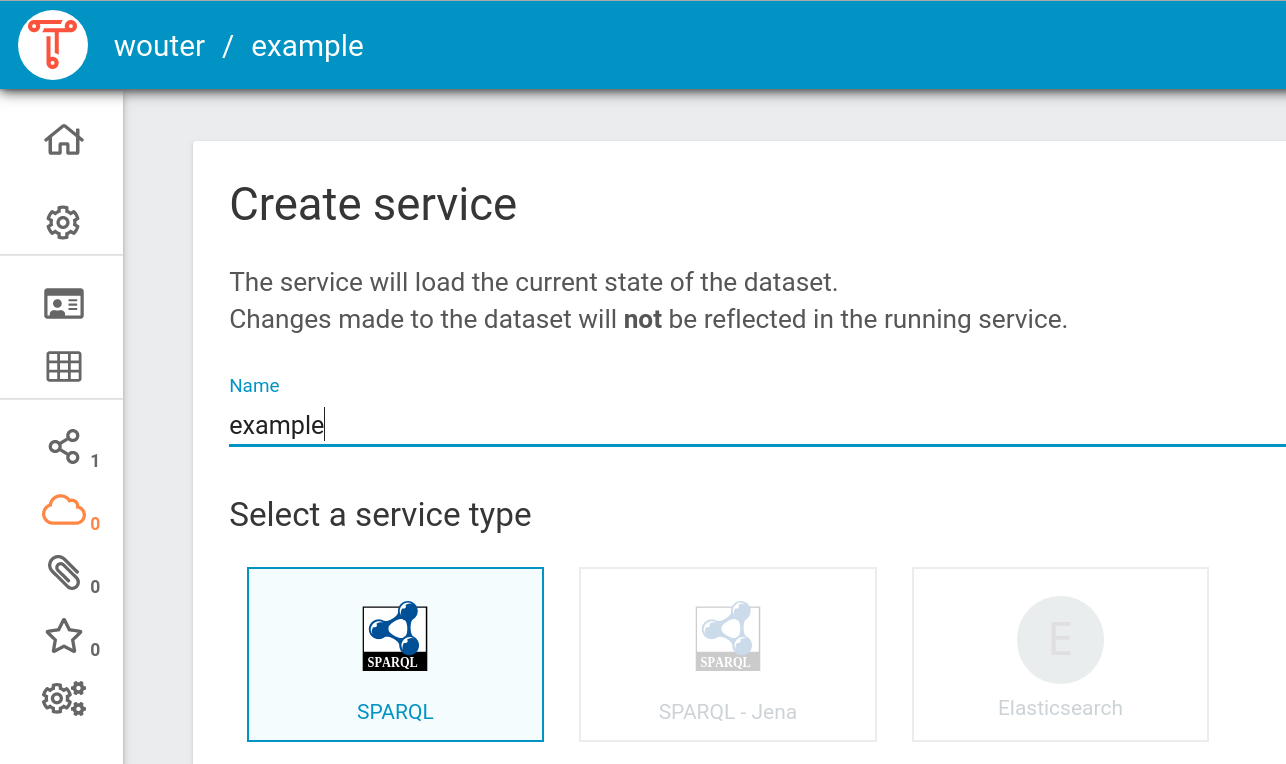 wouter / example
Create service
The service will load the current state of the dataset.
Changes made to the dataset will not be reflected in the running service.
Name
example
1
0
0
0
Select a service type
SPARQL
SPARQL
E
SPARQL
SPARQL - Jena
Elasticsearch